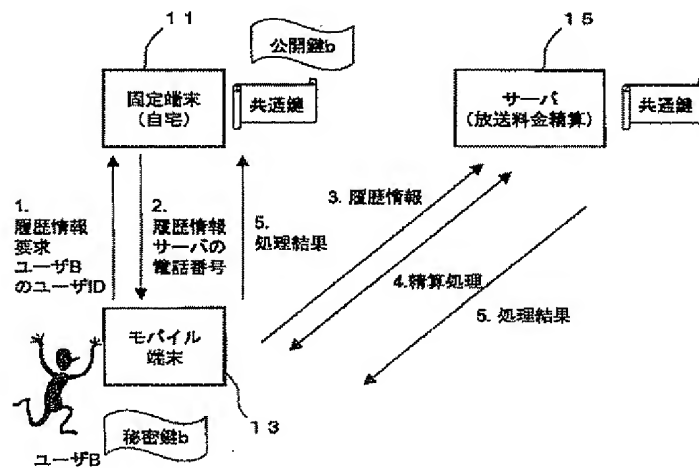 11
公開鍵b
固定端末
(自宅)
共通鍵
15
サーバ
(放送料金精算)
共通鍵
1.
履歴情報
要求
ユーザB
のユーザID
2.
履歴情報
サーバの
電話番号
5.
処理結果
3. 履歴情報
4.精算処理
5. 処理結果
モバイル
端末
13
秘密鍵b
ユーザB